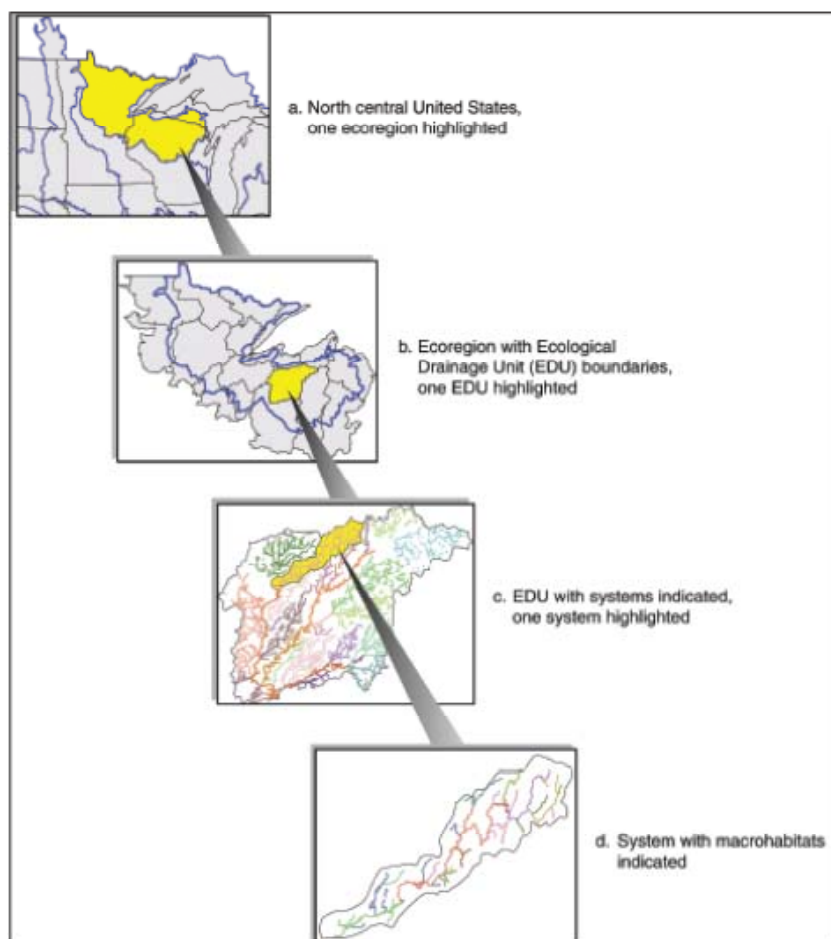 a. North central United States,
one ecoregion highlighted
b. Ecoregion with Ecological
Drainage Unit (EDU) boundaries,
one EDU highlighted
c. EDU with systems indicated,
one system highlighted
d. System with macrohabitats
indicated